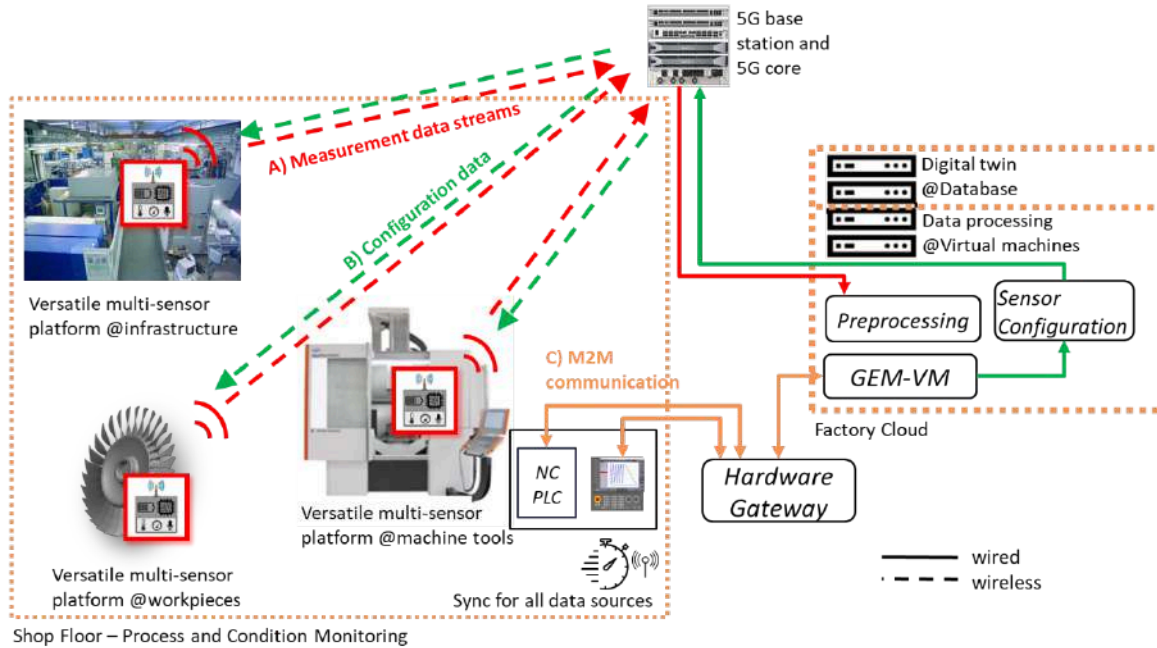 5G base
station and
5G core
A) Measurement data streams
B) Configuration data
Versatile multi-sensor
platform @infrastructure
Digital twin
@Database
Data processing
@Virtual machines
Preprocessing
Sensor
Configuration
GEM-VM
Factory Cloud
C) M2M
communication
NC
PLC
Hardware
Gateway
Versatile multi-sensor
platform @machine tools
Versatile multi-sensor
platform @workpieces
Sync for all data sources
wired
wireless
Shop Floor – Process and Condition Monitoring